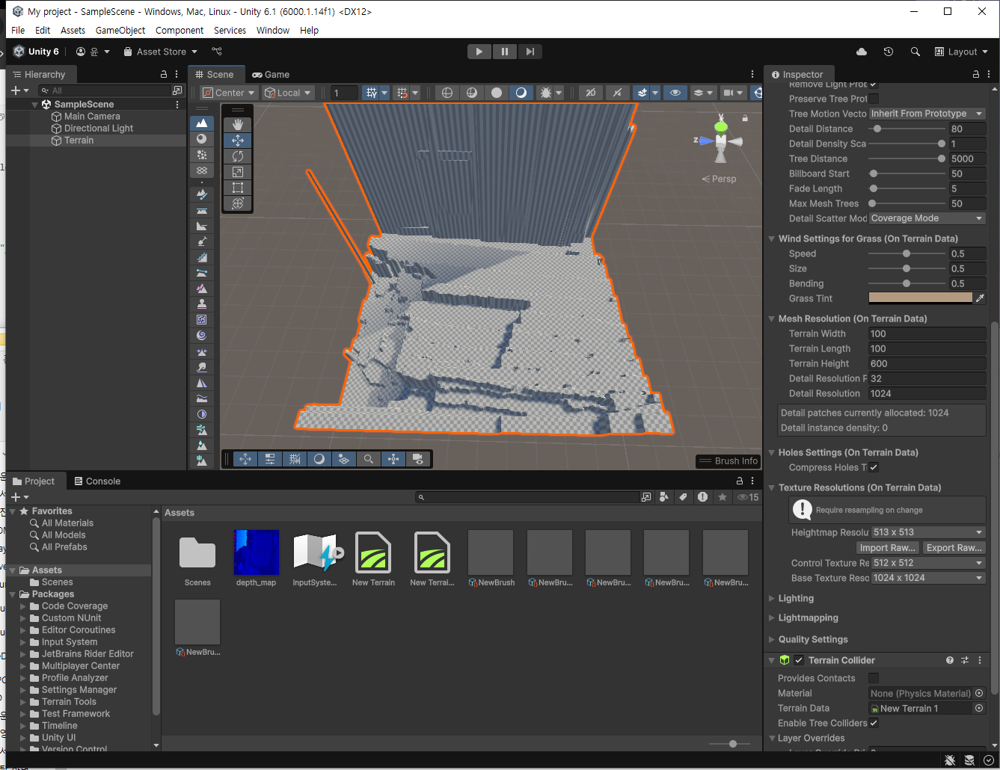 My project - SampleScene - Windows, Mac, Linux - Unity 6.1 (6000.1.14f1) <DX12>
File Edit Assets GameObject Component Services Window Help
Unity 6 윤 Asset Store Layout
Hierarchy
All
SampleScene
Main Camera
Directional Light
Terrain
Scene Game
Center Local 1 2D
Z
Persp
Brush Info
Inspector
Remove Light Prob
Preserve Tree Prot
Tree Motion Vecto Inherit From Prototype
Detail Distance 80
Detail Density Sca 1
Tree Distance 5000
Billboard Start 50
Fade Length 5
Max Mesh Trees 50
Detail Scatter Mod Coverage Mode
Wind Settings for Grass (On Terrain Data)
Speed 0.5
Size 0.5
Bending 0.5
Grass Tint
Mesh Resolution (On Terrain Data)
Terrain Width 100
Terrain Length 100
Terrain Height 600
Detail Resolution P 32
Detail Resolution 1024
Detail patches currently allocated: 1024
Detail instance density: 0
Holes Settings (On Terrain Data)
Compress Holes T
Texture Resolutions (On Terrain Data)
Require resampling on change
Heightmap Resolu 513 x 513
Import Raw... Export Raw...
Control Texture Re 512 x 512
Base Texture Reso 1024 x 1024
Lighting
Lightmapping
Quality Settings
Terrain Collider
Provides Contacts
Material None (Physics Material)
Terrain Data New Terrain 1
Enable Tree Colliders
Layer Overrides
Project Console
15
Favorites
All Materials
All Models
All Prefabs
Assets
Scenes
Packages
Code Coverage
Custom NUnit
Editor Coroutines
Input System
JetBrains Rider Editor
Multiplayer Center
Profile Analyzer
Settings Manager
Terrain Tools
Test Framework
Timeline
Unity UI
Version Control
Assets
Scenes depth_map InputSyste... New Terrain New Terrai... NewBrush NewBru... NewBru... NewBru... NewBru...
NewBru...